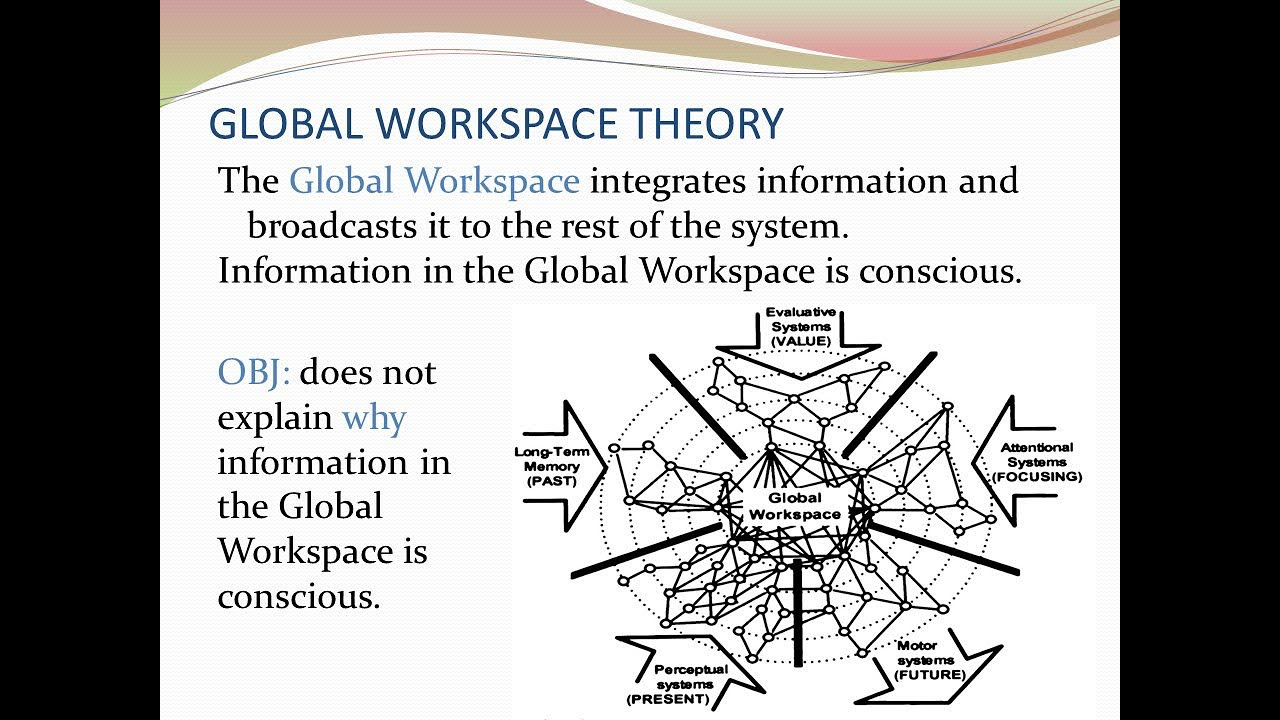 GLOBAL WORKSPACE THEORY
The Global Workspace integrates information and
broadcasts it to the rest of the system.
Information in the Global Workspace is conscious.
OBJ: does not
explain why
information in
the Global
Workspace is
conscious.
Evaluative
Systems
(VALUE)
Long-Term
Memory
(PAST)
Attentional
Systems
(FOCUSING)
Global
Workspace
Perceptual
systems
(PRESENT)
Motor
systems
(FUTURE)